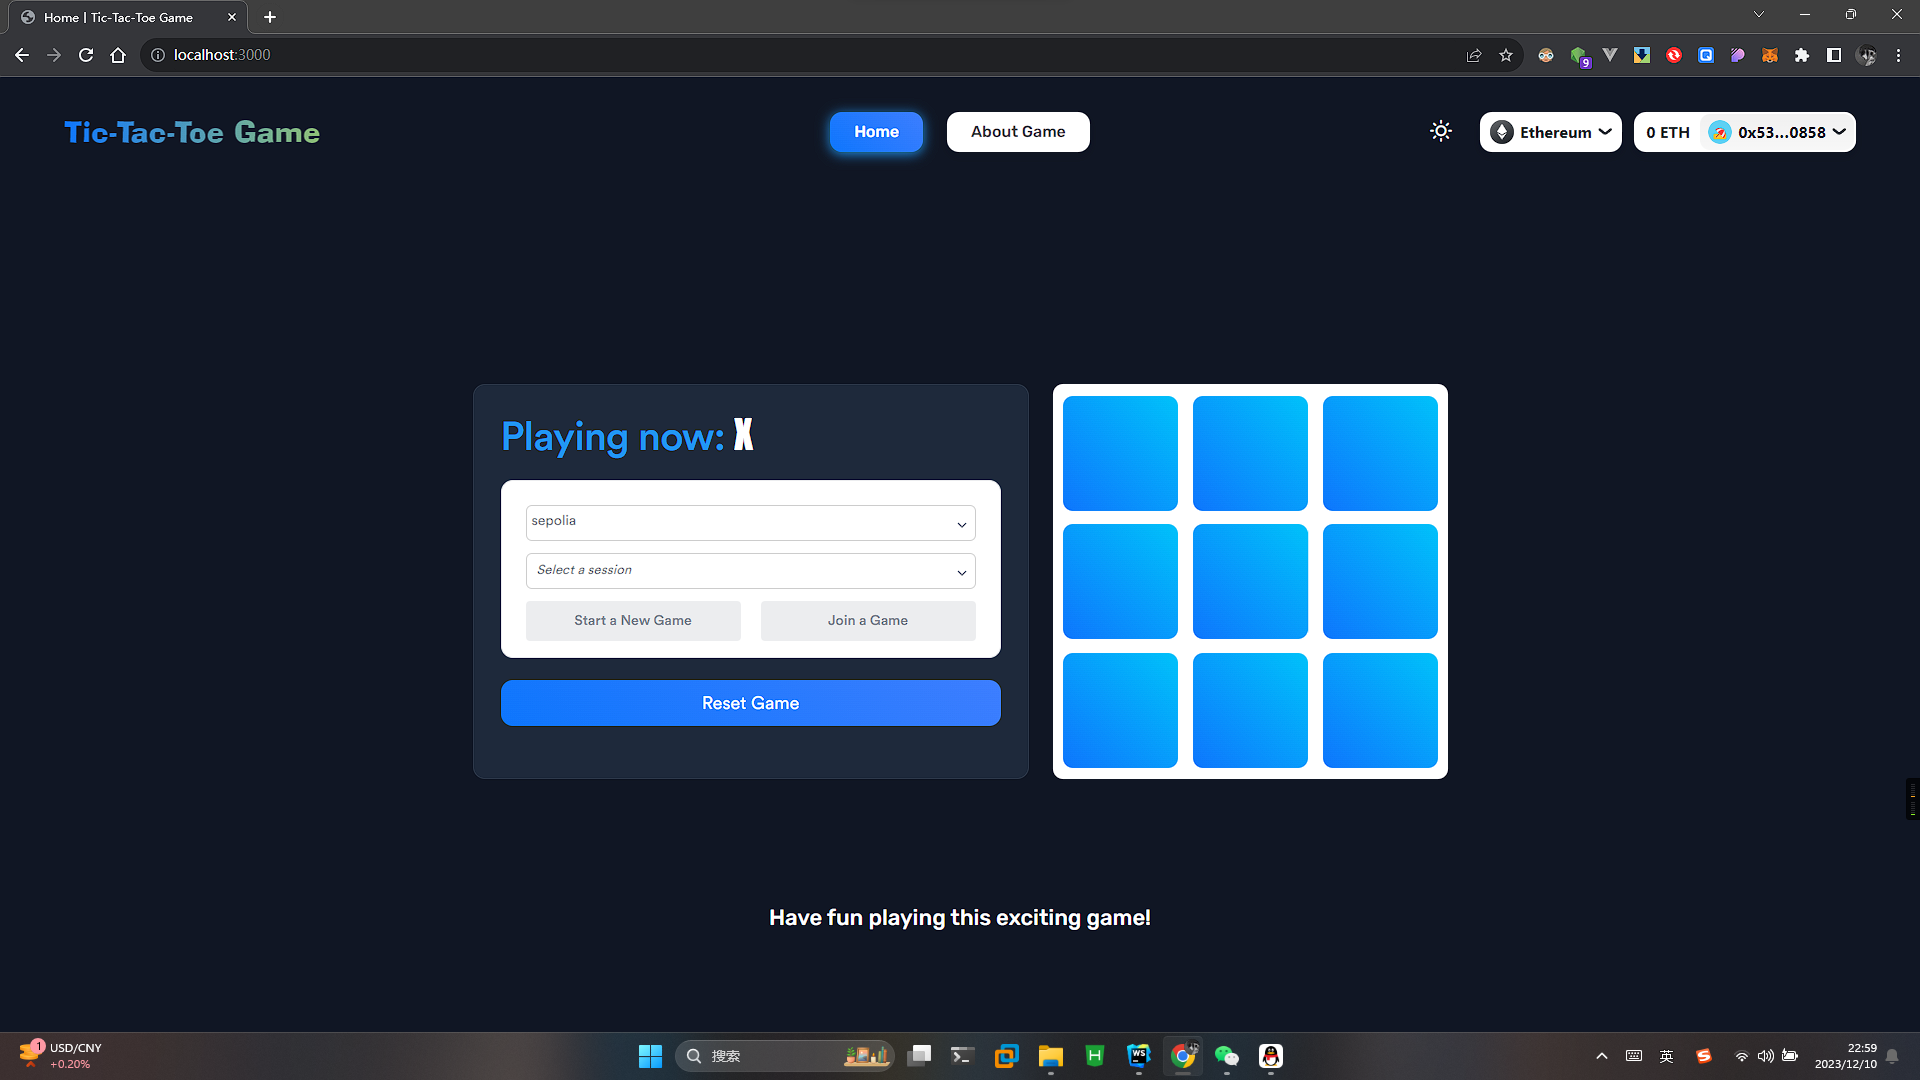 Home | Tic-Tac-Toe Game
localhost:3000
9
Tic-Tac-Toe Game
Home
About Game
Ethereum
0 ETH
0x53...0858
Playing now: X
sepolia
Select a session
Start a New Game
Join a Game
Reset Game
Have fun playing this exciting game!
1
USD/CNY
+0.20%
搜索
H
WS
英
S
22:59
2023/12/10